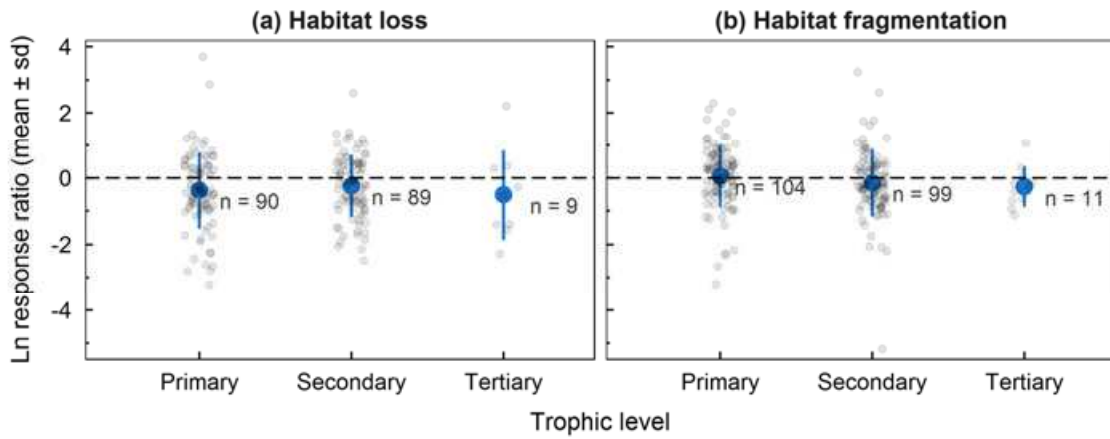 (a) Habitat loss
(b) Habitat fragmentation
Ln response ratio (mean ± sd)
4
2
0
-2
-4
n = 90
n = 89
n = 9
n = 104
n = 99
n = 11
Primary
Secondary
Tertiary
Primary
Secondary
Tertiary
Trophic level